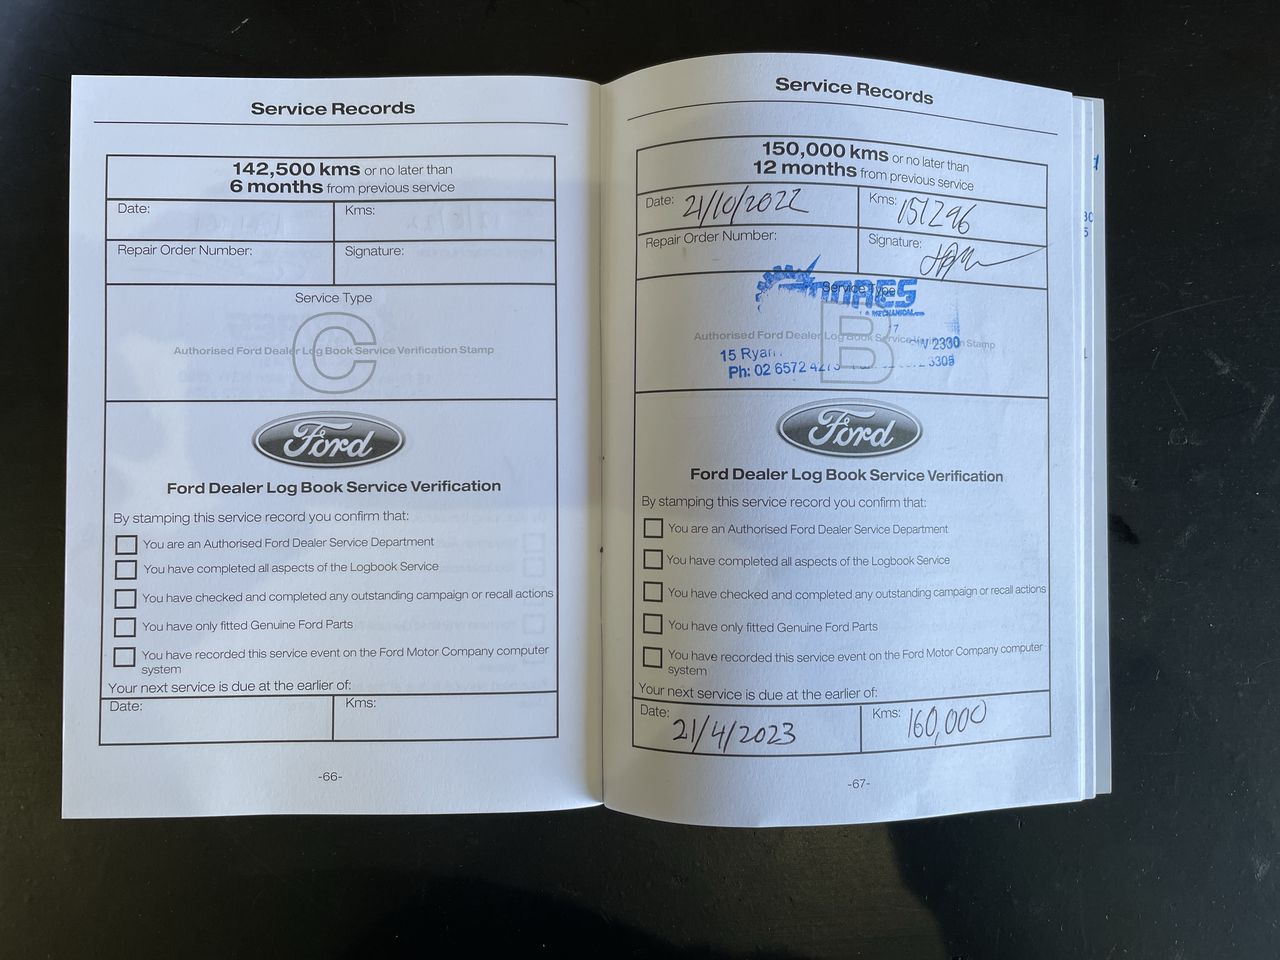 Service Records
142,500 kms or no later than
6 months from previous service
Date:
Kms:
Repair Order Number:
Signature:
Service Type
C
Authorised Ford Dealer Log Book Service Verification Stamp
Ford
Ford Dealer Log Book Service Verification
By stamping this service record you confirm that:
You are an Authorised Ford Dealer Service Department
You have completed all aspects of the Logbook Service
You have checked and completed any outstanding campaign or recall actions
You have only fitted Genuine Ford Parts
You have recorded this service event on the Ford Motor Company computer
system
Your next service is due at the earlier of:
Date:
Kms:
-66-
Service Records
150,000 kms or no later than
12 months from previous service
Date: 21/10/2022
Kms: 151296
Repair Order Number:
Signature:
Service Type
MECHANICAL
B
Authorised Ford Dealer Log Book Service Stamp
2330
15 Ryan
Ph: 02 6572
Ford
Ford Dealer Log Book Service Verification
By stamping this service record you confirm that:
You are an Authorised Ford Dealer Service Department
You have completed all aspects of the Logbook Service
You have checked and completed any outstanding campaign or recall actions
You have only fitted Genuine Ford Parts
You have recorded this service event on the Ford Motor Company computer
system
Your next service is due at the earlier of:
Date: 21/4/2023
Kms: 160,000
-67-